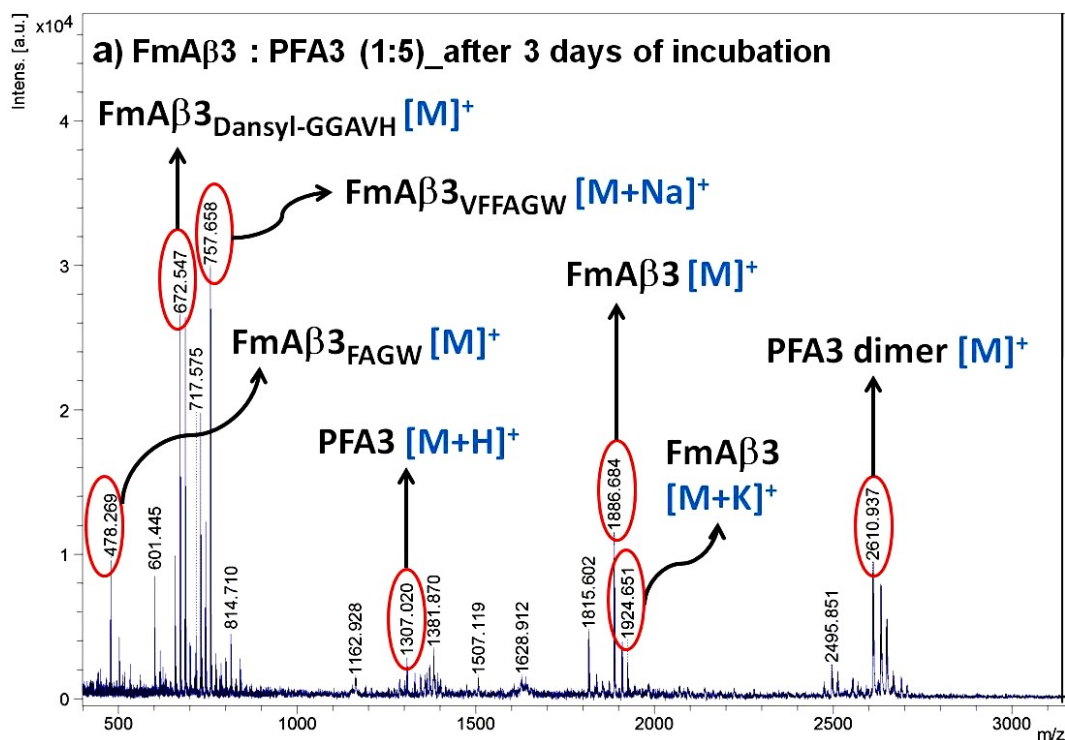 Intens. [a.u.]
x10⁴
a) FmAβ3 : PFA3 (1:5)_after 3 days of incubation
FmAβ3Dansyl-GGAVH [M]⁺
FmAβ3VFFAGW [M+Na]⁺
FmAβ3 [M]⁺
FmAβ3FAGW [M]⁺
PFA3 dimer [M]⁺
PFA3 [M+H]⁺
FmAβ3
[M+K]⁺
478.269
601.445
672.547
717.575
757.658
814.710
1162.928
1307.020
1381.870
1507.119
1628.912
1815.602
1886.684
1924.651
2495.851
2610.937
4
3
2
1
0
500 1000 1500 2000 2500 3000
m/z